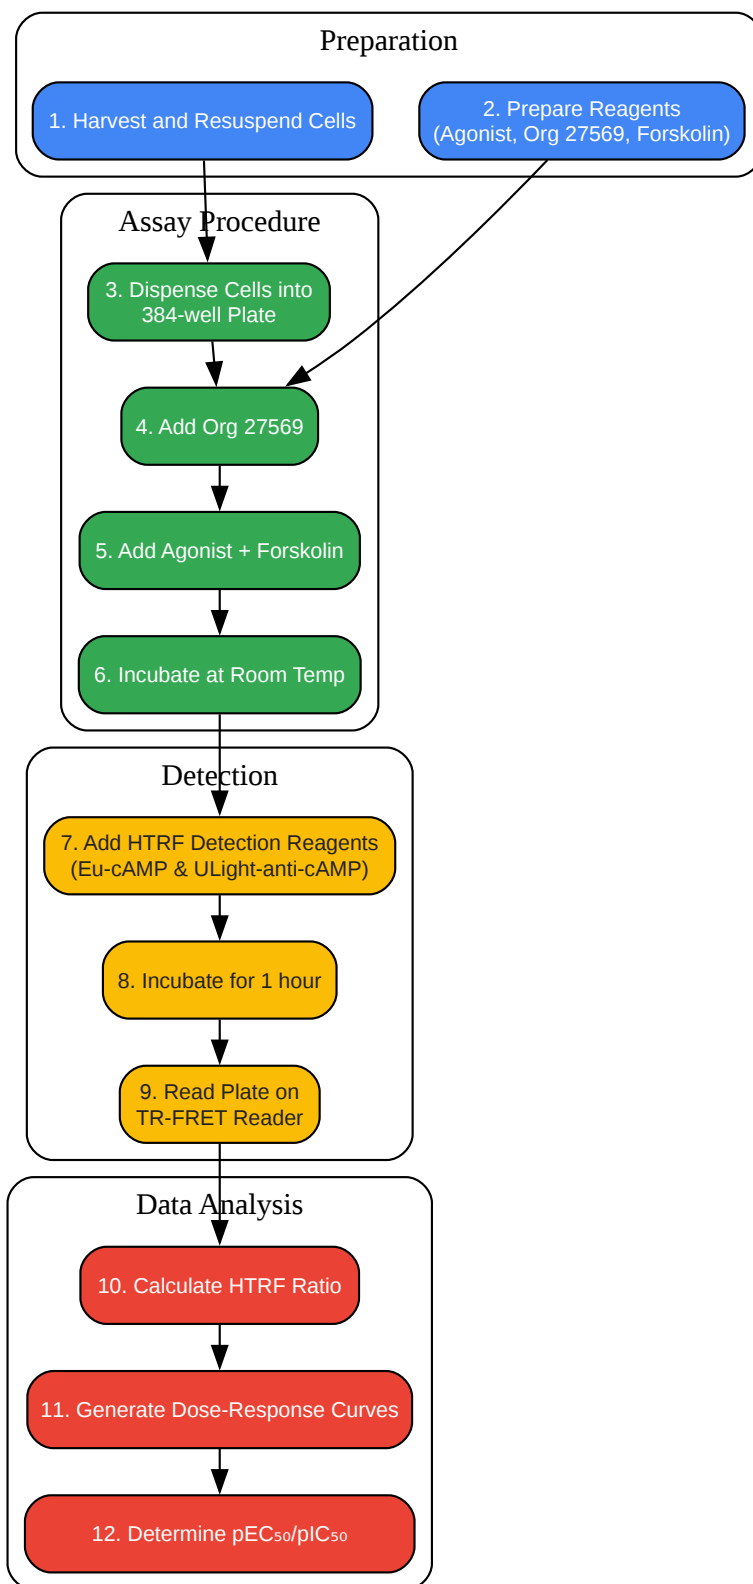 Preparation
1. Harvest and Resuspend Cells
2. Prepare Reagents
(Agonist, Org 27569, Forskolin)
Assay Procedure
3. Dispense Cells into
384-well Plate
4. Add Org 27569
5. Add Agonist + Forskolin
6. Incubate at Room Temp
Detection
7. Add HTRF Detection Reagents
(Eu-cAMP & ULight-anti-cAMP)
8. Incubate for 1 hour
9. Read Plate on
TR-FRET Reader
Data Analysis
10. Calculate HTRF Ratio
11. Generate Dose-Response Curves
12. Determine pEC₅₀/pIC₅₀